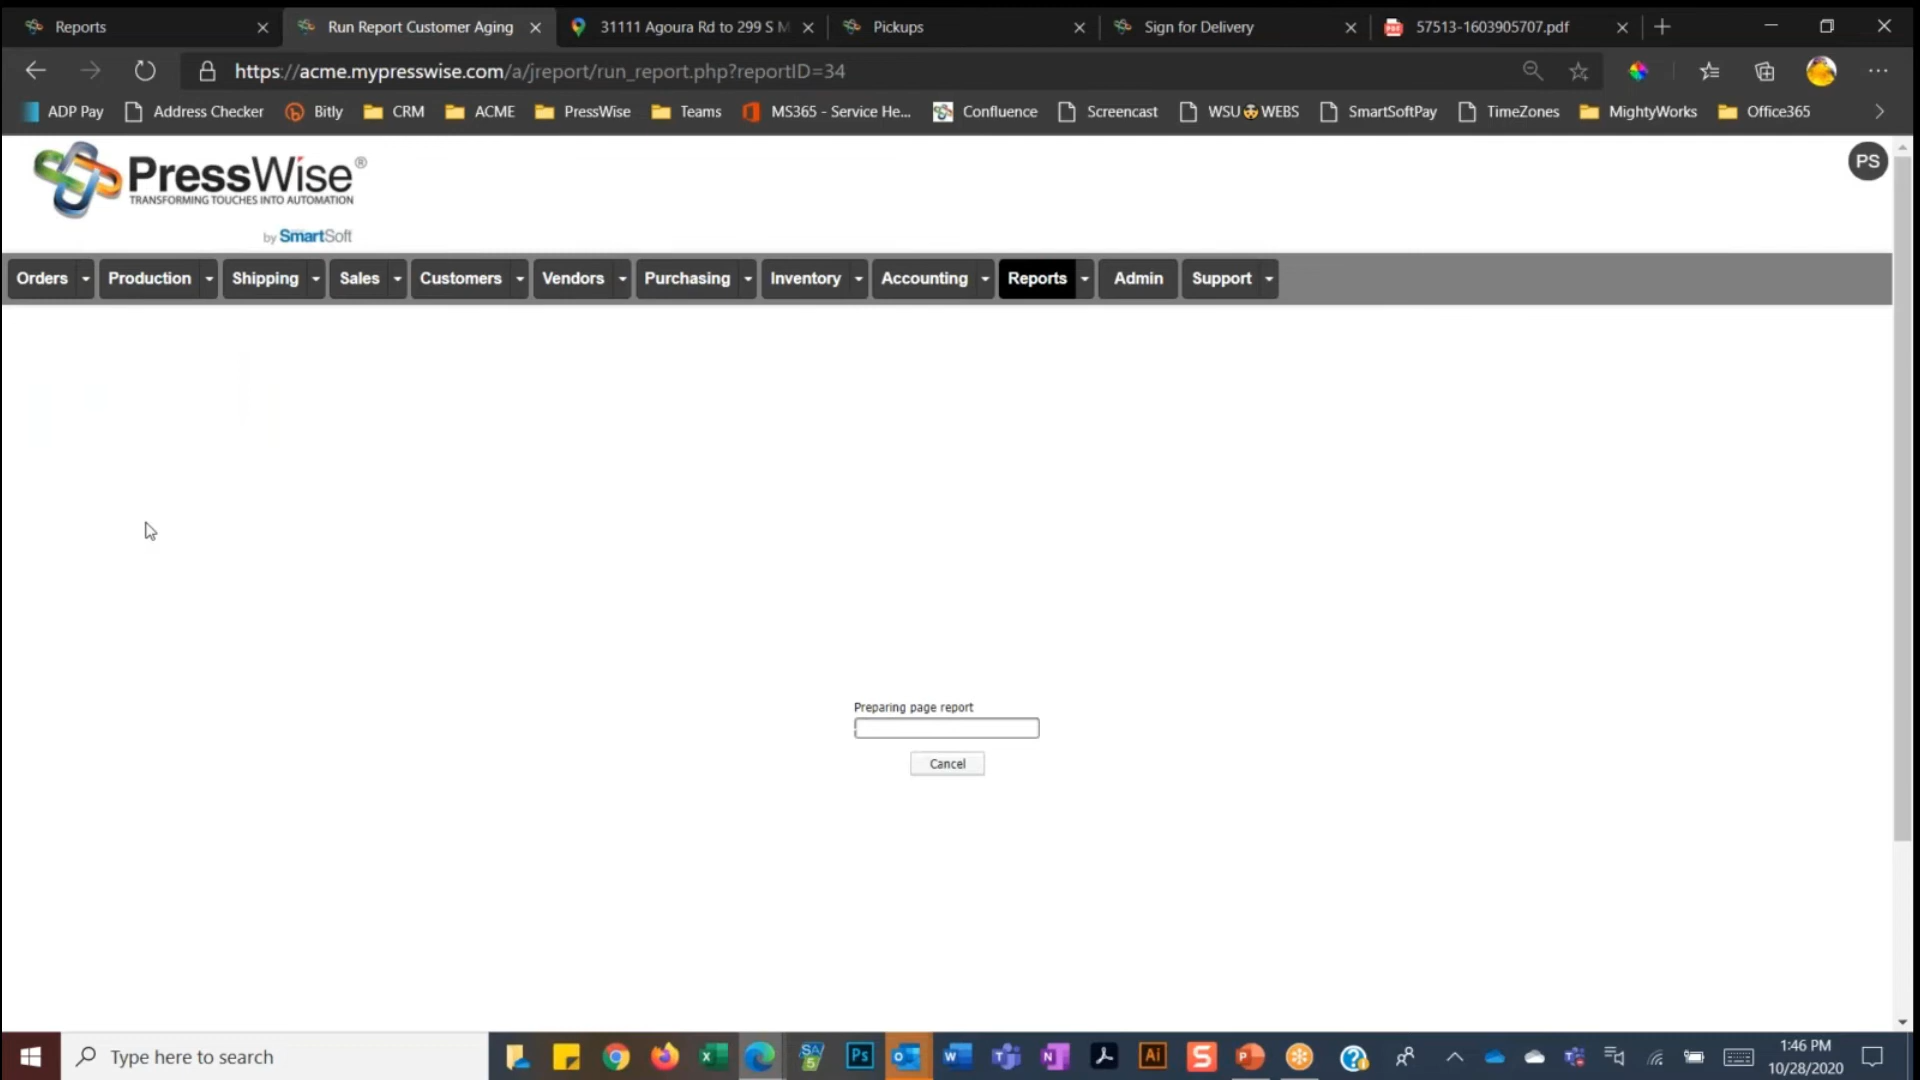 Reports
Run Report Customer Aging
31111 Agoura Rd to 299 S M
Pickups
Sign for Delivery
57513-1603905707.pdf
https://acme.mypresswise.com/a/jreport/run_report.php?reportID=34
ADP Pay
Address Checker
Bitly
CRM
ACME
PressWise
Teams
MS365 - Service He...
Confluence
Screencast
WSU WEBS
SmartSoftPay
TimeZones
MightyWorks
Office365
PressWise®
TRANSFORMING TOUCHES INTO AUTOMATION
by SmartSoft
PS
Orders
Production
Shipping
Sales
Customers
Vendors
Purchasing
Inventory
Accounting
Reports
Admin
Support
Preparing page report
Cancel
Type here to search
1:46 PM
10/28/2020